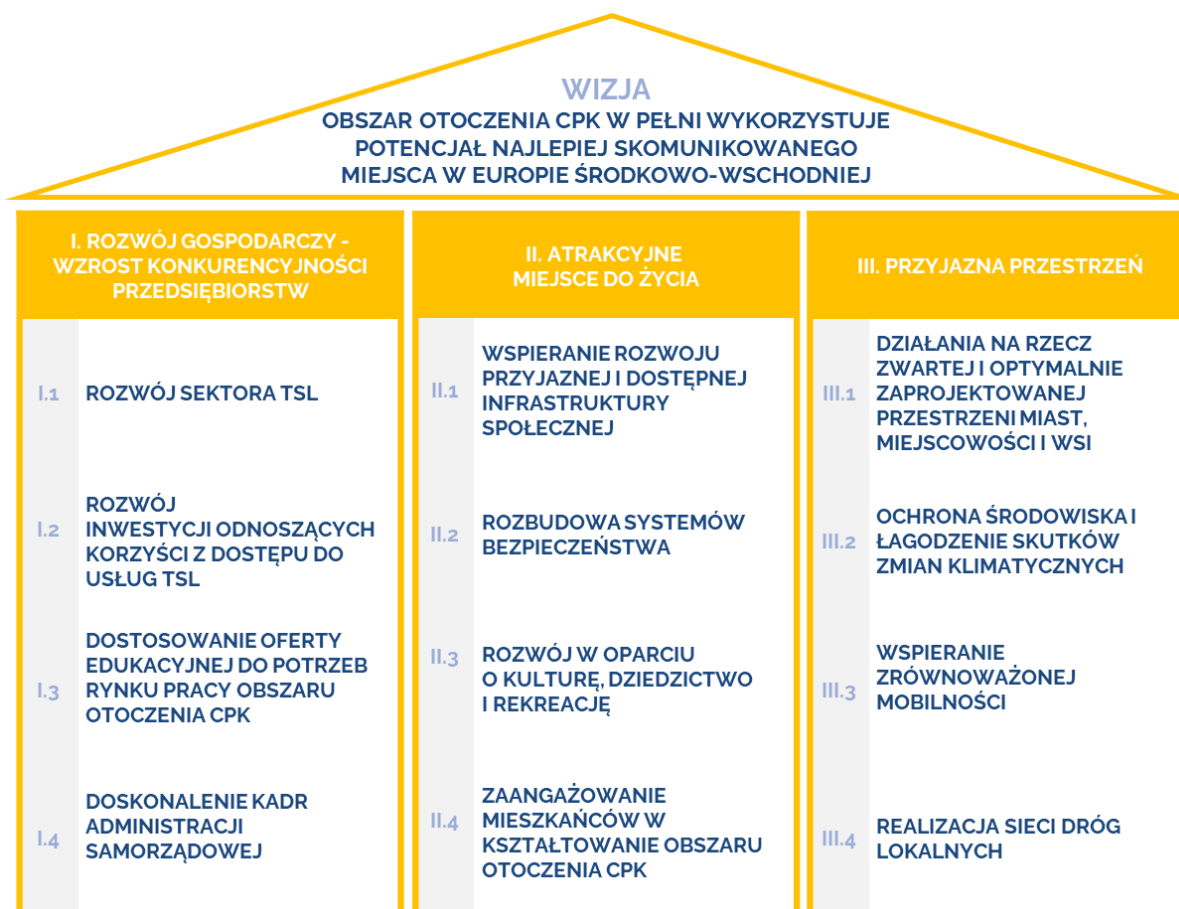 WIZJA
OBSZAR OTOCZENIA CPK W PEŁNI WYKORZYSTUJE
POTENCJAŁ NAJLEPIEJ SKOMUNIKOWANEGO
MIEJSCA W EUROPIE ŚRODKOWO-WSCHODNIEJ
I. ROZWÓJ GOSPODARCZY -
WZROST KONKURENCYJNOŚCI
PRZEDSIĘBIORSTW
I.1
ROZWÓJ SEKTORA TSL
I.2
ROZWÓJ
INWESTYCJI ODNOSZĄCYCH
KORZYŚCI Z DOSTĘPU DO
USŁUG TSL
I.3
DOSTOSOWANIE OFERTY
EDUKACYJNEJ DO POTRZEB
RYNKU PRACY OBSZARU
OTOCZENIA CPK
I.4
DOSKONALENIE KADR
ADMINISTRACJI
SAMORZĄDOWEJ
II. ATRAKCYJNE
MIEJSCE DO ŻYCIA
II.1
WSPIERANIE ROZWOJU
PRZYJAZNEJ I DOSTĘPNEJ
INFRASTRUKTURY
SPOŁECZNEJ
II.2
ROZBUDOWA SYSTEMÓW
BEZPIECZEŃSTWA
II.3
ROZWÓJ W OPARCIU
O KULTURĘ, DZIEDZICTWO
I REKREACJĘ
II.4
ZAANGAŻOWANIE
MIESZKAŃCÓW W
KSZTAŁTOWANIE OBSZARU
OTOCZENIA CPK
III. PRZYJAZNA PRZESTRZEŃ
III.1
DZIAŁANIA NA RZECZ
ZWARTEJ I OPTYMALNIE
ZAPROJEKTOWANEJ
PRZESTRZENI MIAST,
MIEJSCOWOŚCI I WSI
III.2
OCHRONA ŚRODOWISKA I
ŁAGODZENIE SKUTKÓW
ZMIAN KLIMATYCZNYCH
III.3
WSPIERANIE
ZRÓWNOWAŻONEJ
MOBILNOŚCI
III.4
REALIZACJA SIECI DRÓG
LOKALNYCH